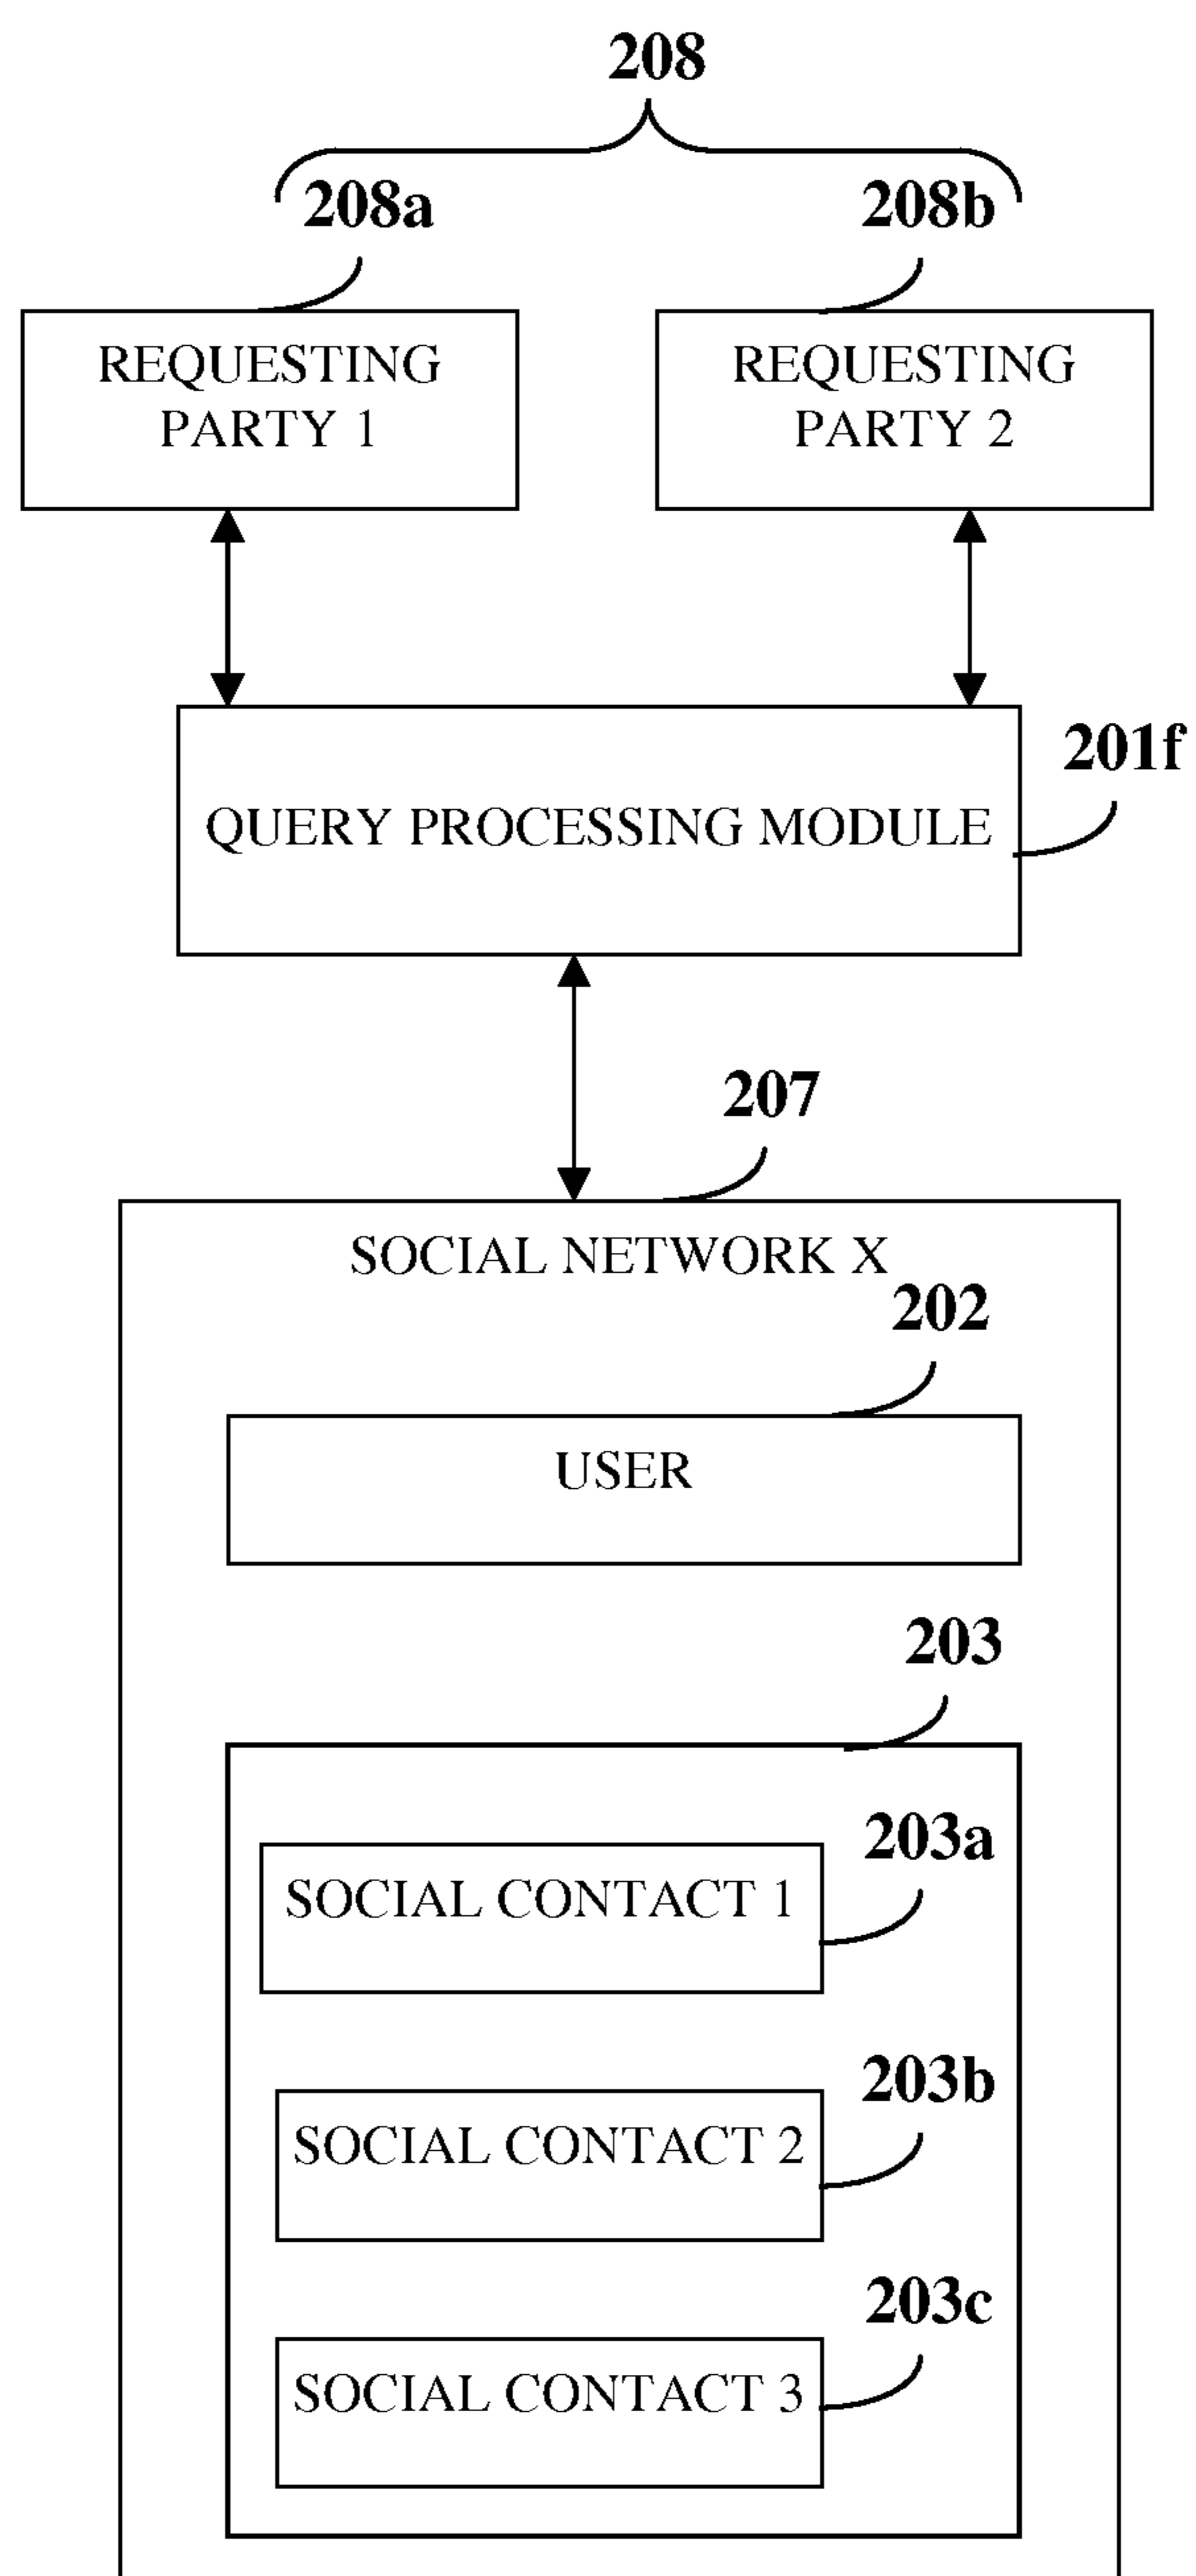 208
208a
208b
REQUESTING
PARTY 1
REQUESTING
PARTY 2
201f
QUERY PROCESSING MODULE
207
SOCIAL NETWORK X
202
USER
203
203a
SOCIAL CONTACT 1
203b
SOCIAL CONTACT 2
203c
SOCIAL CONTACT 3